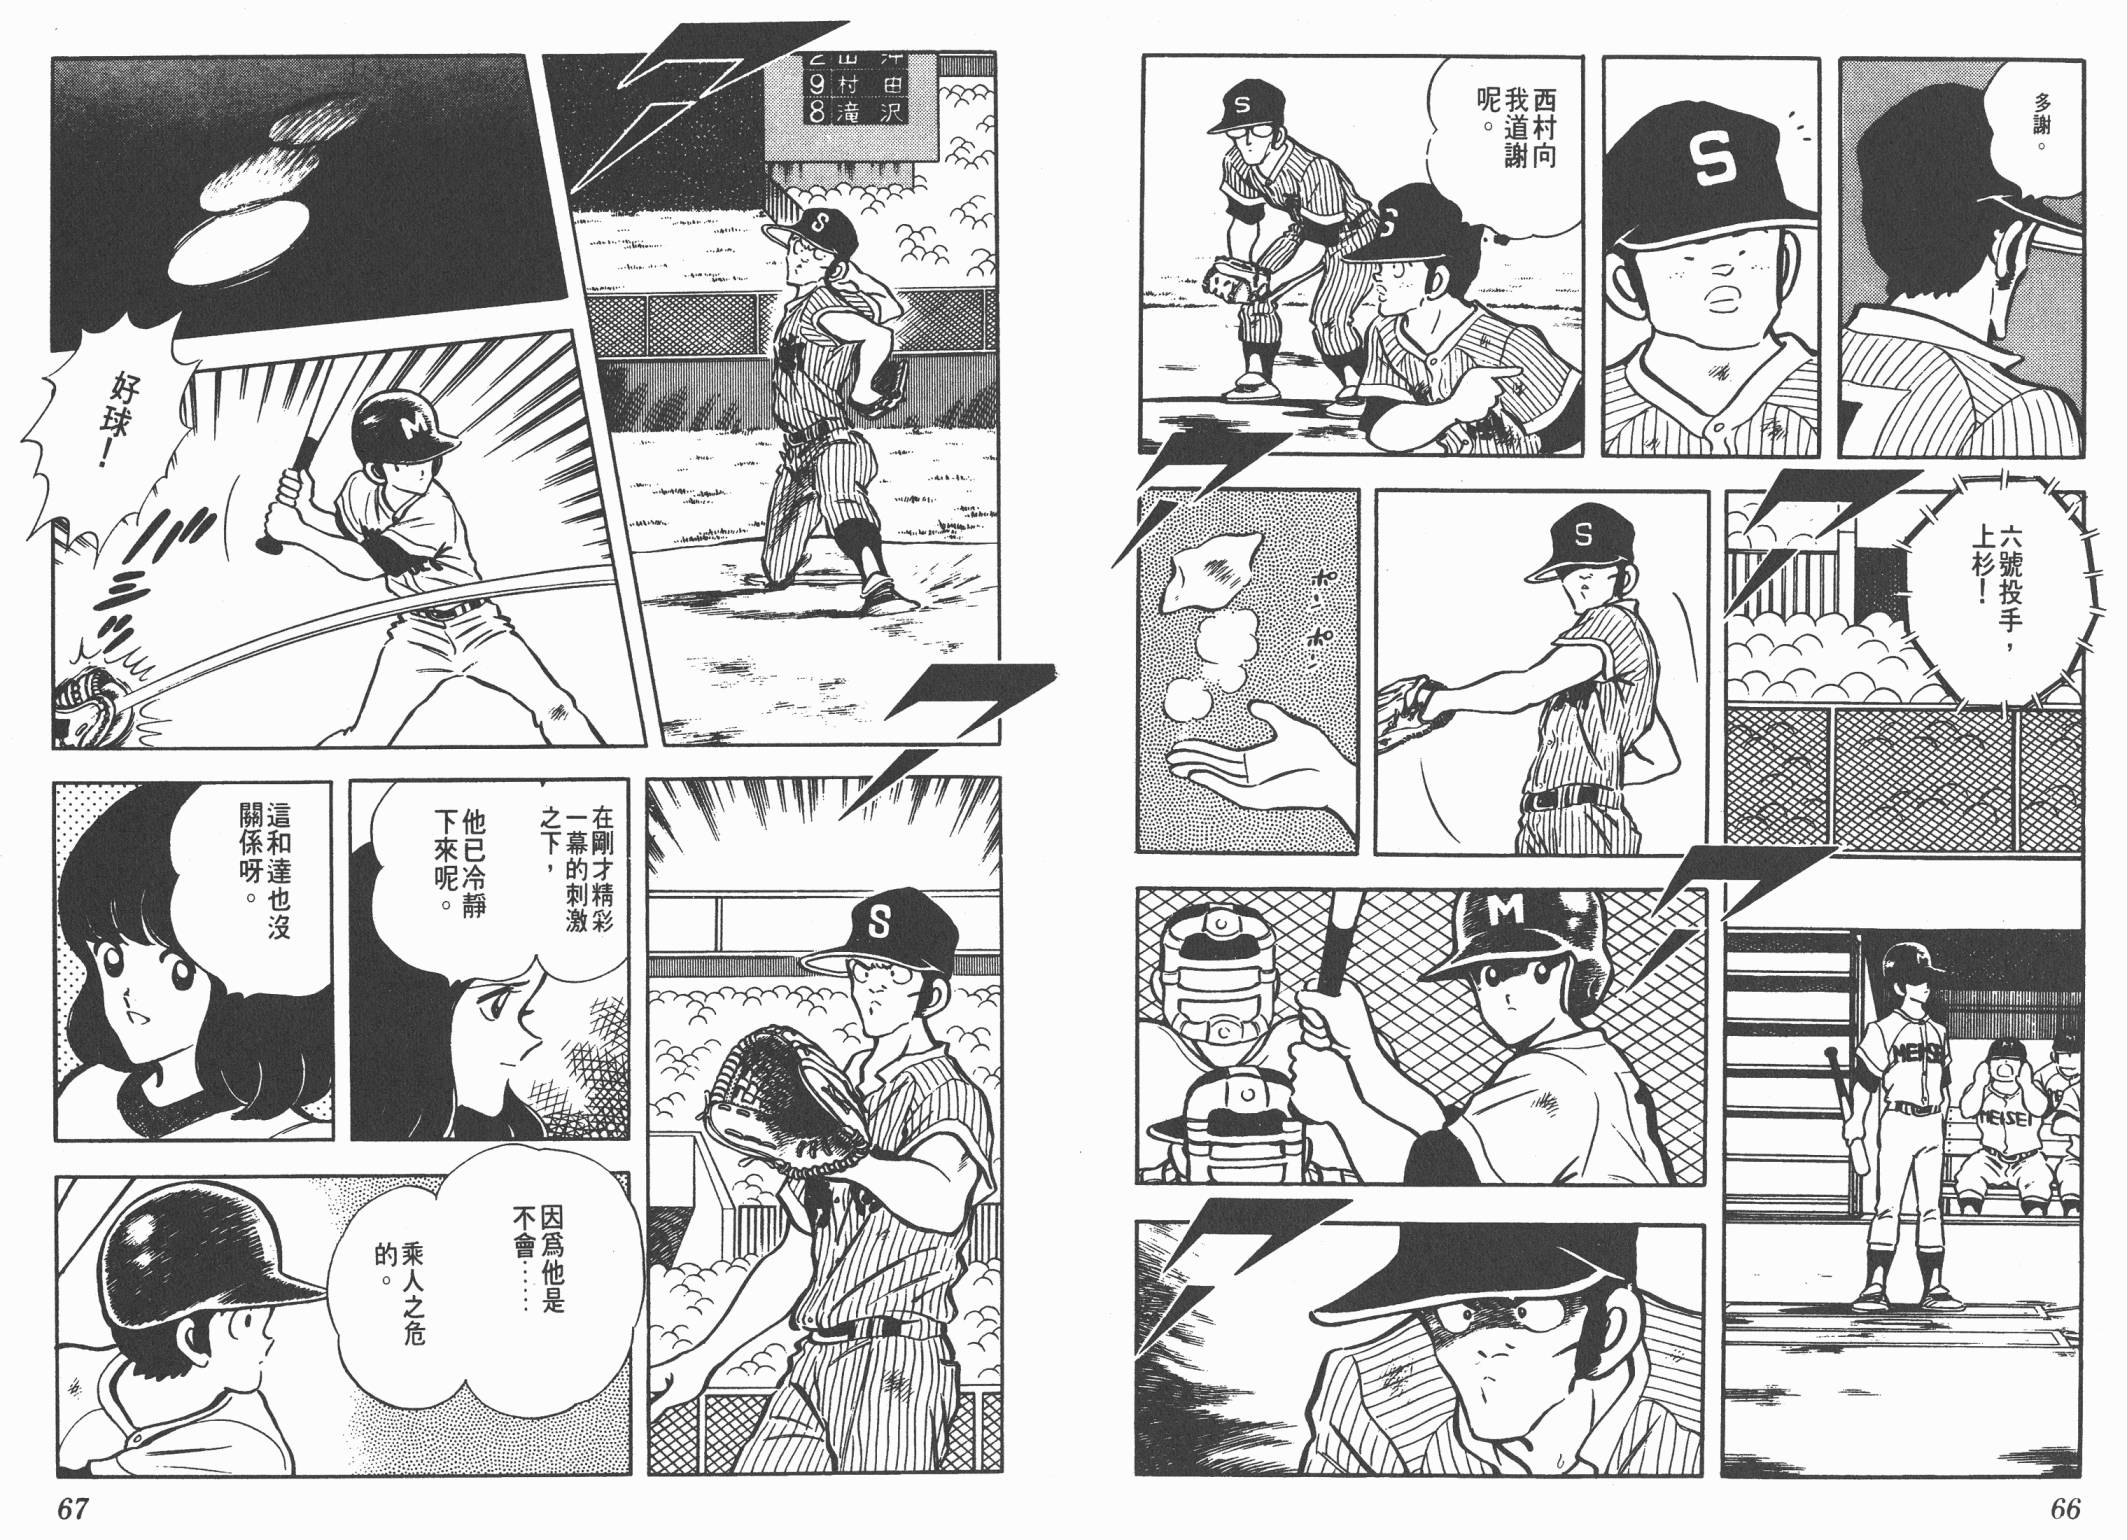 多謝。
S
西村向
我道謝
呢。
S
S
六號投手，
上杉！
S
ポーンポーン
M
MEISEI
MEISEI
M
66
2 山 沖
9 村 田
8 滝 沢
S
好球！
M
S
在剛才精彩
一幕的刺激
之下，
他已冷靜
下來呢。
這和達也沒
關係呀。
因爲他是
不會……
乘人之危
的。
67